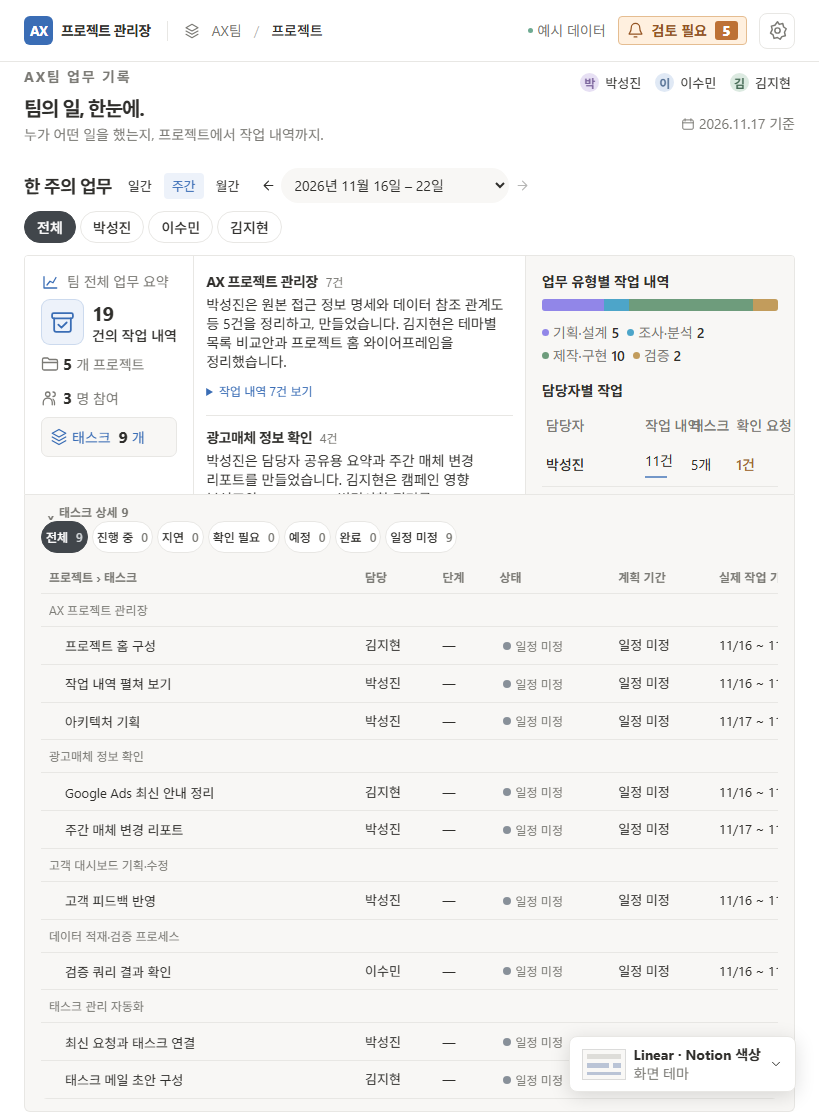 AX 프로젝트 관리장 AX팀 / 프로젝트 예시 데이터 검토 필요 5
AX팀 업무 기록
박 박성진 이 이수민 김 김지현
팀의 일, 한눈에.
누가 어떤 일을 했는지, 프로젝트에서 작업 내역까지.
2026.11.17 기준
한 주의 업무 일간 주간 월간 ← 2026년 11월 16일 – 22일 →
전체 박성진 이수민 김지현
팀 전체 업무 요약
19
건의 작업 내역
5 개 프로젝트
3 명 참여
태스크 9 개
AX 프로젝트 관리장 7건
박성진은 원본 접근 정보 명세와 데이터 참조 관계도
등 5건을 정리하고, 만들었습니다. 김지현은 테마별
목록 비교안과 프로젝트 홈 와이어프레임을
정리했습니다.
▶ 작업 내역 7건 보기
광고매체 정보 확인 4건
박성진은 담당자 공유용 요약과 주간 매체 변경
리포트를 만들었습니다. 김지현은 캠페인 영향
업무 유형별 작업 내역
기획·설계 5 조사·분석 2
제작·구현 10 검증 2
담당자별 작업
담당자 작업 내역 태스크 확인 요청
박성진 11건 5개 1건
태스크 상세 9
전체 9 진행 중 0 지연 0 확인 필요 0 예정 0 완료 0 일정 미정 9
프로젝트 › 태스크 담당 단계 상태 계획 기간 실제 작업
AX 프로젝트 관리장
프로젝트 홈 구성 김지현 — 일정 미정 일정 미정 11/16 ~
작업 내역 펼쳐 보기 박성진 — 일정 미정 일정 미정 11/16 ~
아키텍처 기획 박성진 — 일정 미정 일정 미정 11/17 ~
광고매체 정보 확인
Google Ads 최신 안내 정리 김지현 — 일정 미정 일정 미정 11/16 ~
주간 매체 변경 리포트 박성진 — 일정 미정 일정 미정 11/17 ~
고객 대시보드 기획·수정
고객 피드백 반영 박성진 — 일정 미정 일정 미정 11/16 ~
데이터 적재·검증 프로세스
검증 쿼리 결과 확인 이수민 — 일정 미정 일정 미정 11/16 ~
태스크 관리 자동화
최신 요청과 태스크 연결 박성진 — 일정 미정
태스크 메일 초안 구성 김지현 — 일정 미정
Linear · Notion 색상
화면 테마